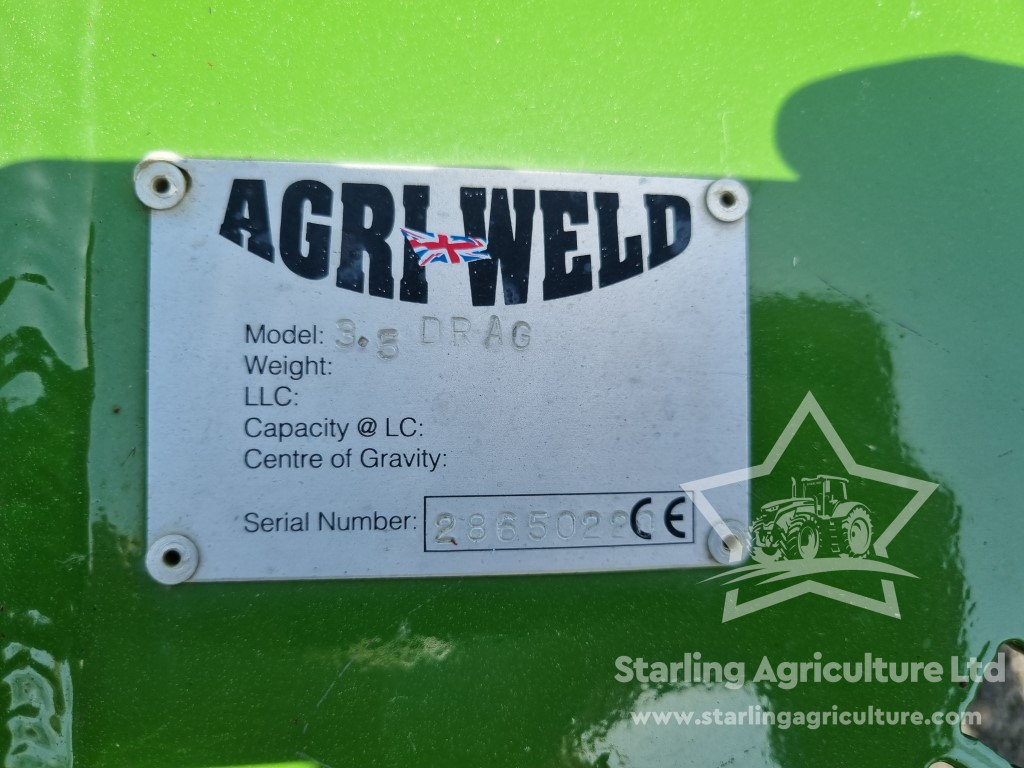 AGRI-WELD
Model: 3.5 DRAG
Weight:
LLC:
Capacity @ LC:
Centre of Gravity:
Serial Number: CE
Starling Agriculture Ltd
www.starlingagriculture.com